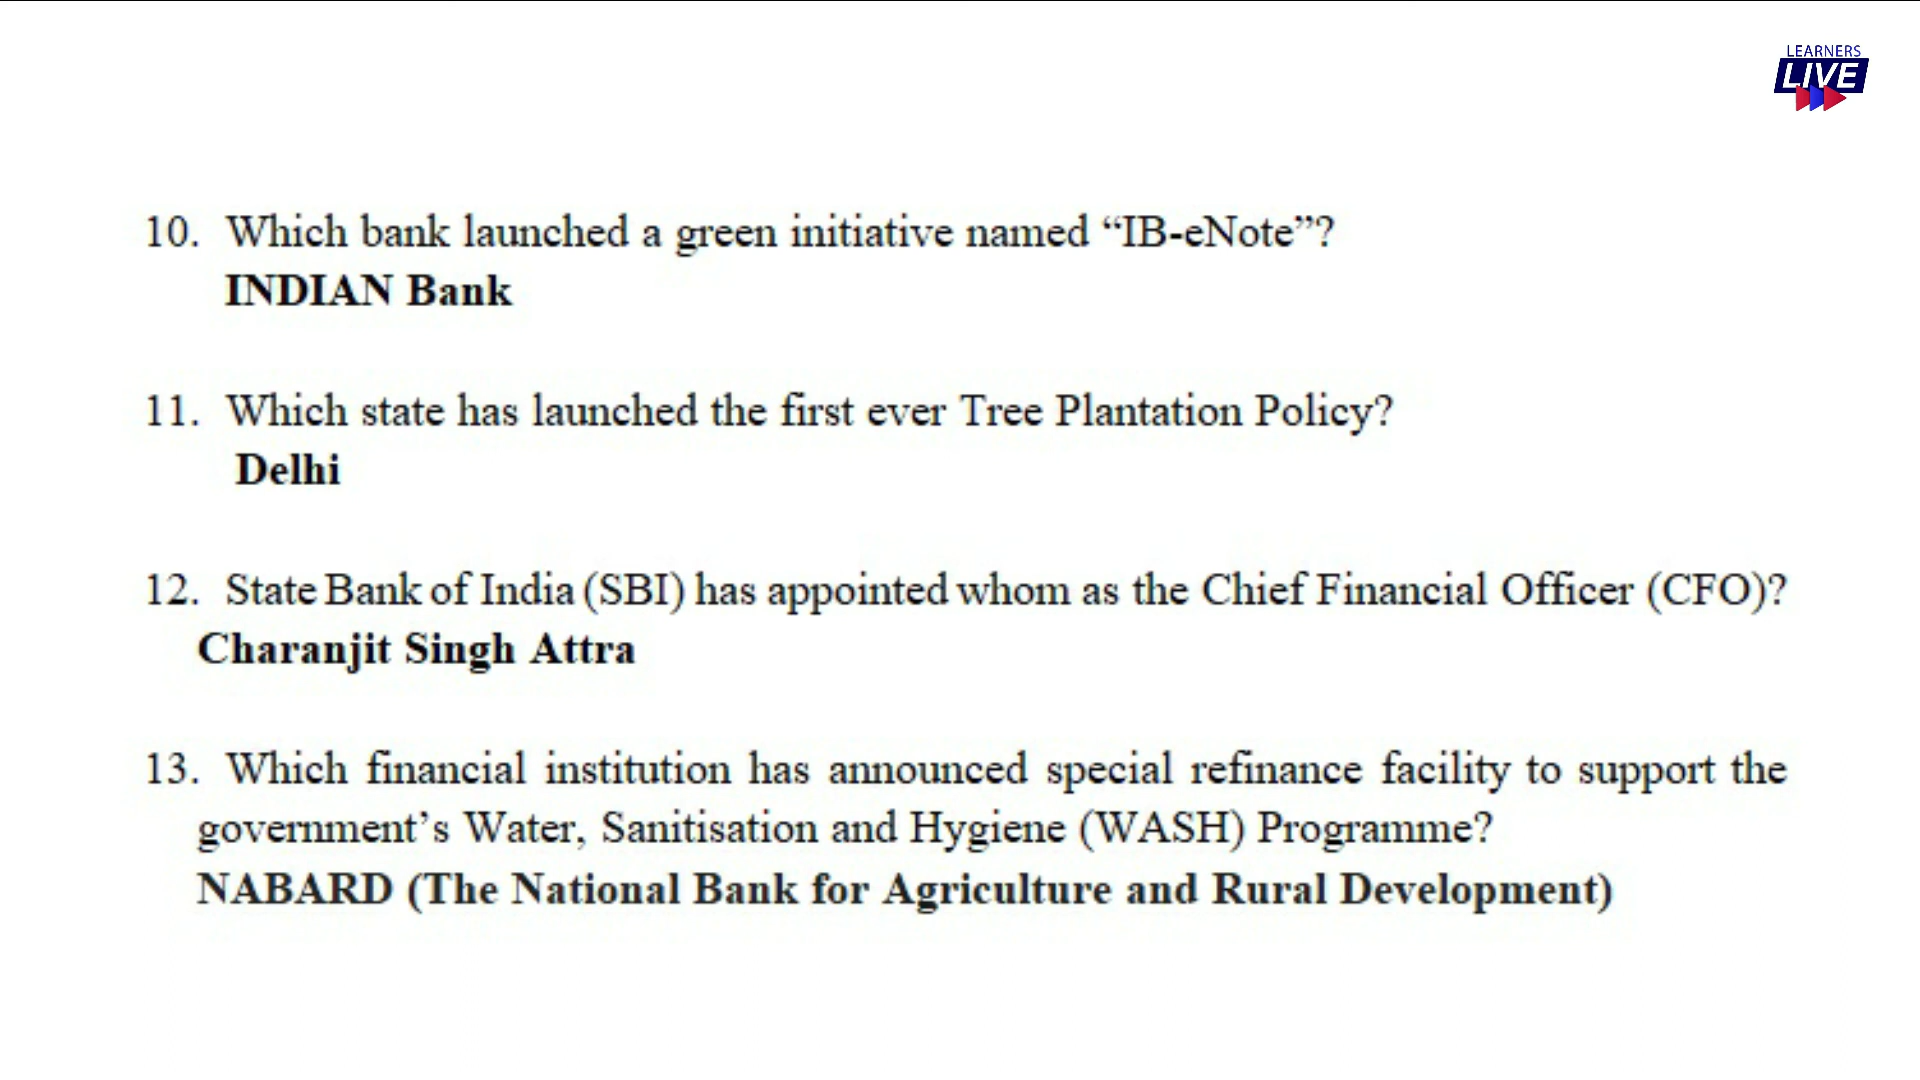 LEARNERS
LIVE
10. Which bank launched a green initiative named “IB-eNote”?
INDIAN Bank
11. Which state has launched the first ever Tree Plantation Policy?
Delhi
12. State Bank of India (SBI) has appointed whom as the Chief Financial Officer (CFO)?
Charanjit Singh Attra
13. Which financial institution has announced special refinance facility to support the
government’s Water, Sanitisation and Hygiene (WASH) Programme?
NABARD (The National Bank for Agriculture and Rural Development)